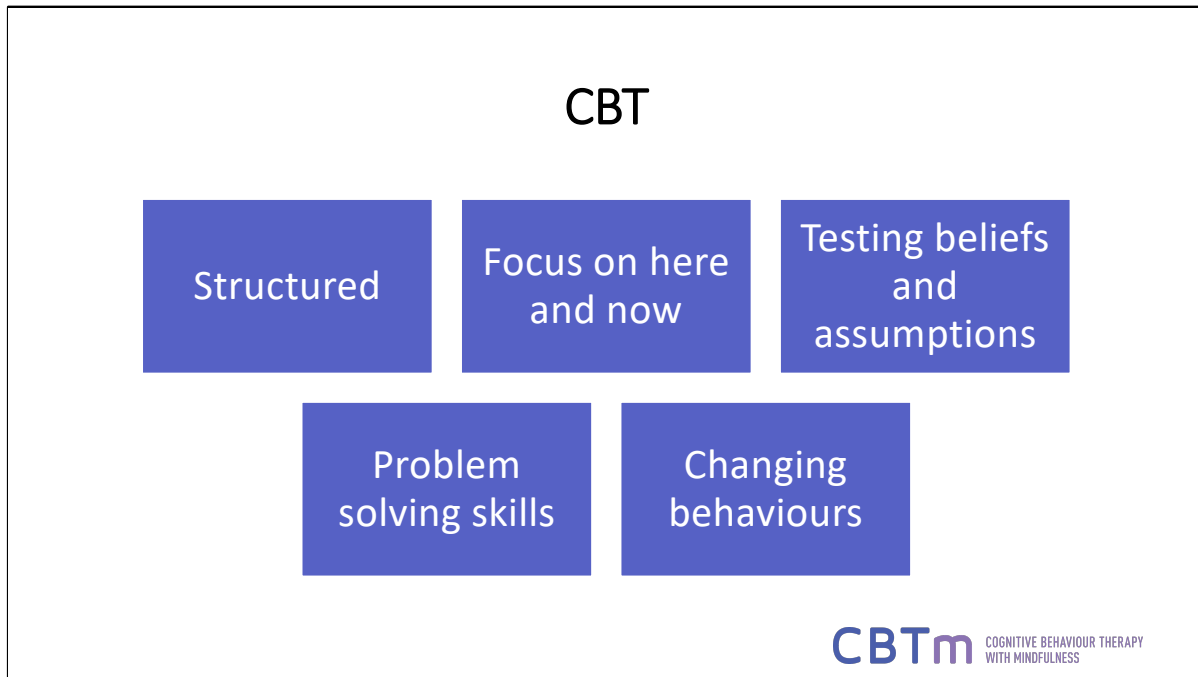 CBT
Structured
Focus on here
and now
Testing beliefs
and
assumptions
Problem
solving skills
Changing
behaviours
CBTm
COGNITIVE BEHAVIOUR THERAPY
WITH MINDFULNESS